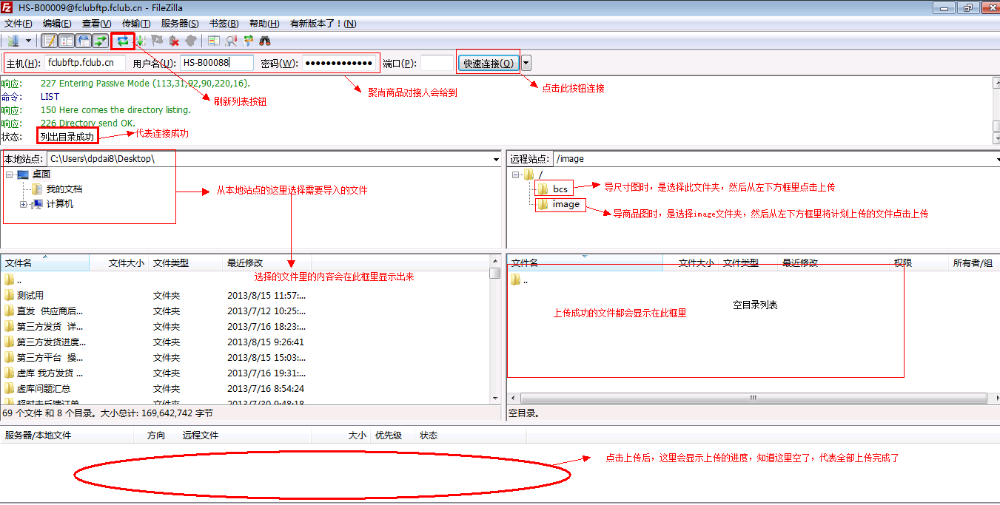 HS-B00009@fclubftp.fclub.cn - FileZilla
文件(F) 编辑(E) 查看(V) 传输(T) 服务器(S) 书签(B) 帮助(H) 有新版本了！(N)
主机(H): fclubftp.fclub.cn 用户名(U): HS-B00088 密码(W): ●●●●●●●●●●●●● 端口(P): 快速连接(Q)
响应: 227 Entering Passive Mode (113,31,92,90,220,16).
点击此按钮连接
聚尚商品对接人会给到
命令: LIST
刷新列表按钮
响应: 150 Here comes the directory listing.
响应: 226 Directory send OK.
状态: 列出目录成功
代表连接成功
本地站点: C:\Users\dpdai8\Desktop\
远程站点: /image
桌面
/
我的文档
从本地站点的这里选择需要导入的文件
bcs
导尺寸图时，是选择此文件夹，然后从左下方框里点击上传
计算机
image
导商品图时，是选择image文件夹，然后从左下方框里将计划上传的文件点击上传
文件名 文件大小 文件类型 最近修改
文件名 文件大小 文件类型 最近修改 权限 所有者/组
..
选择的文件里的内容会在此框里显示出来
..
测试用 文件夹 2013/8/15 11:57:...
空目录列表
直发 供应商后... 文件夹 2013/7/12 10:25:...
上传成功的文件都会显示在此框里
第三方发货 详... 文件夹 2013/7/16 18:23:...
第三方发货进度... 文件夹 2013/8/15 9:26:41
第三方平台 操... 文件夹 2013/8/15 15:03:...
虚库 我方发货 ... 文件夹 2013/7/16 19:31:...
虚库问题汇总 文件夹 2013/7/16 8:54:24
文件夹 2013/7/30 9:48:18
69 个文件 和 8 个目录。大小总计: 169,642,742 字节
空目录。
服务器/本地文件 方向 远程文件 大小 优先级 状态
点击上传后，这里会显示上传的进度，知道这里空了，代表全部上传完成了